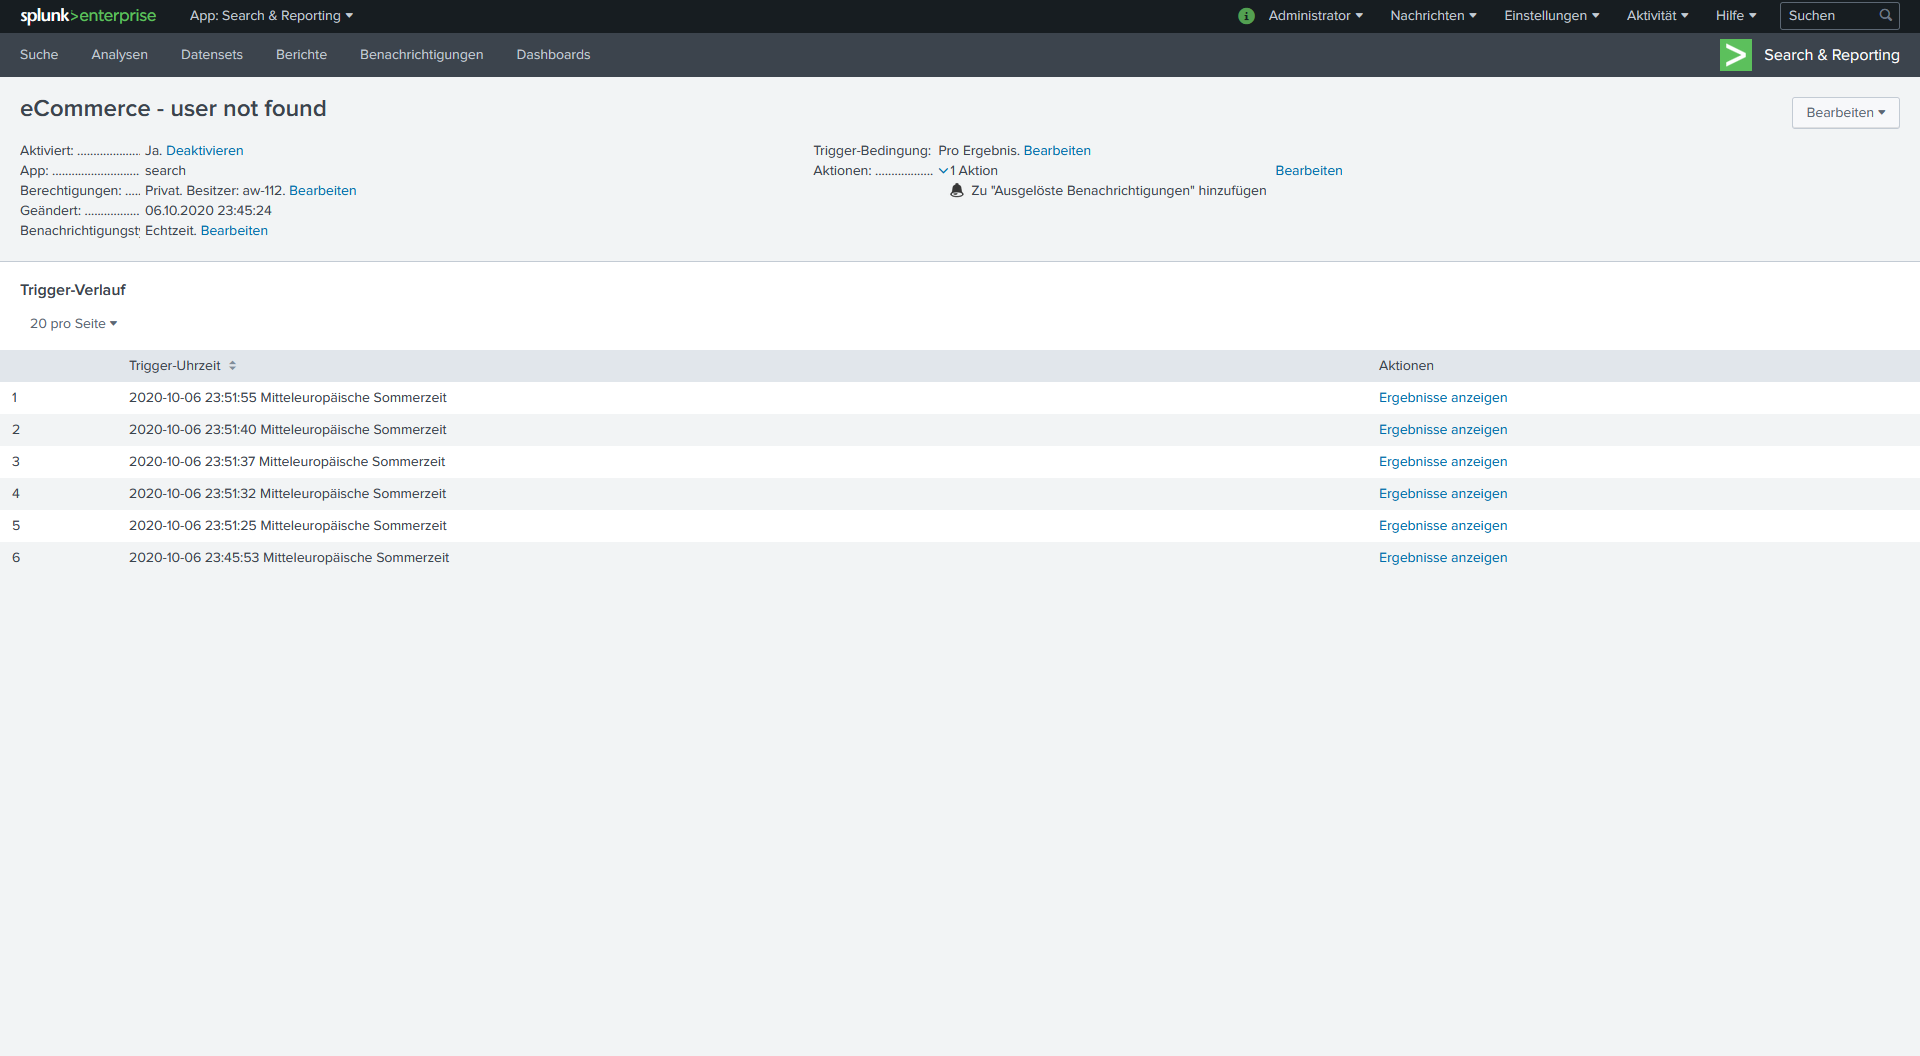 splunk>enterprise App: Search & Reporting Administrator Nachrichten Einstellungen Aktivität Hilfe Suchen
Suche Analysen Datensets Berichte Benachrichtigungen Dashboards Search & Reporting
eCommerce - user not found
Bearbeiten
Aktiviert: ................... Ja. Deaktivieren
App: ........................... search
Berechtigungen: ..... Privat. Besitzer: aw-112. Bearbeiten
Geändert: ................. 06.10.2020 23:45:24
Benachrichtigungst Echtzeit. Bearbeiten
Trigger-Bedingung: Pro Ergebnis. Bearbeiten
Aktionen: .................. 1 Aktion Bearbeiten
Zu "Ausgelöste Benachrichtigungen" hinzufügen
Trigger-Verlauf
20 pro Seite
Trigger-Uhrzeit Aktionen
1 2020-10-06 23:51:55 Mitteleuropäische Sommerzeit Ergebnisse anzeigen
2 2020-10-06 23:51:40 Mitteleuropäische Sommerzeit Ergebnisse anzeigen
3 2020-10-06 23:51:37 Mitteleuropäische Sommerzeit Ergebnisse anzeigen
4 2020-10-06 23:51:32 Mitteleuropäische Sommerzeit Ergebnisse anzeigen
5 2020-10-06 23:51:25 Mitteleuropäische Sommerzeit Ergebnisse anzeigen
6 2020-10-06 23:45:53 Mitteleuropäische Sommerzeit Ergebnisse anzeigen